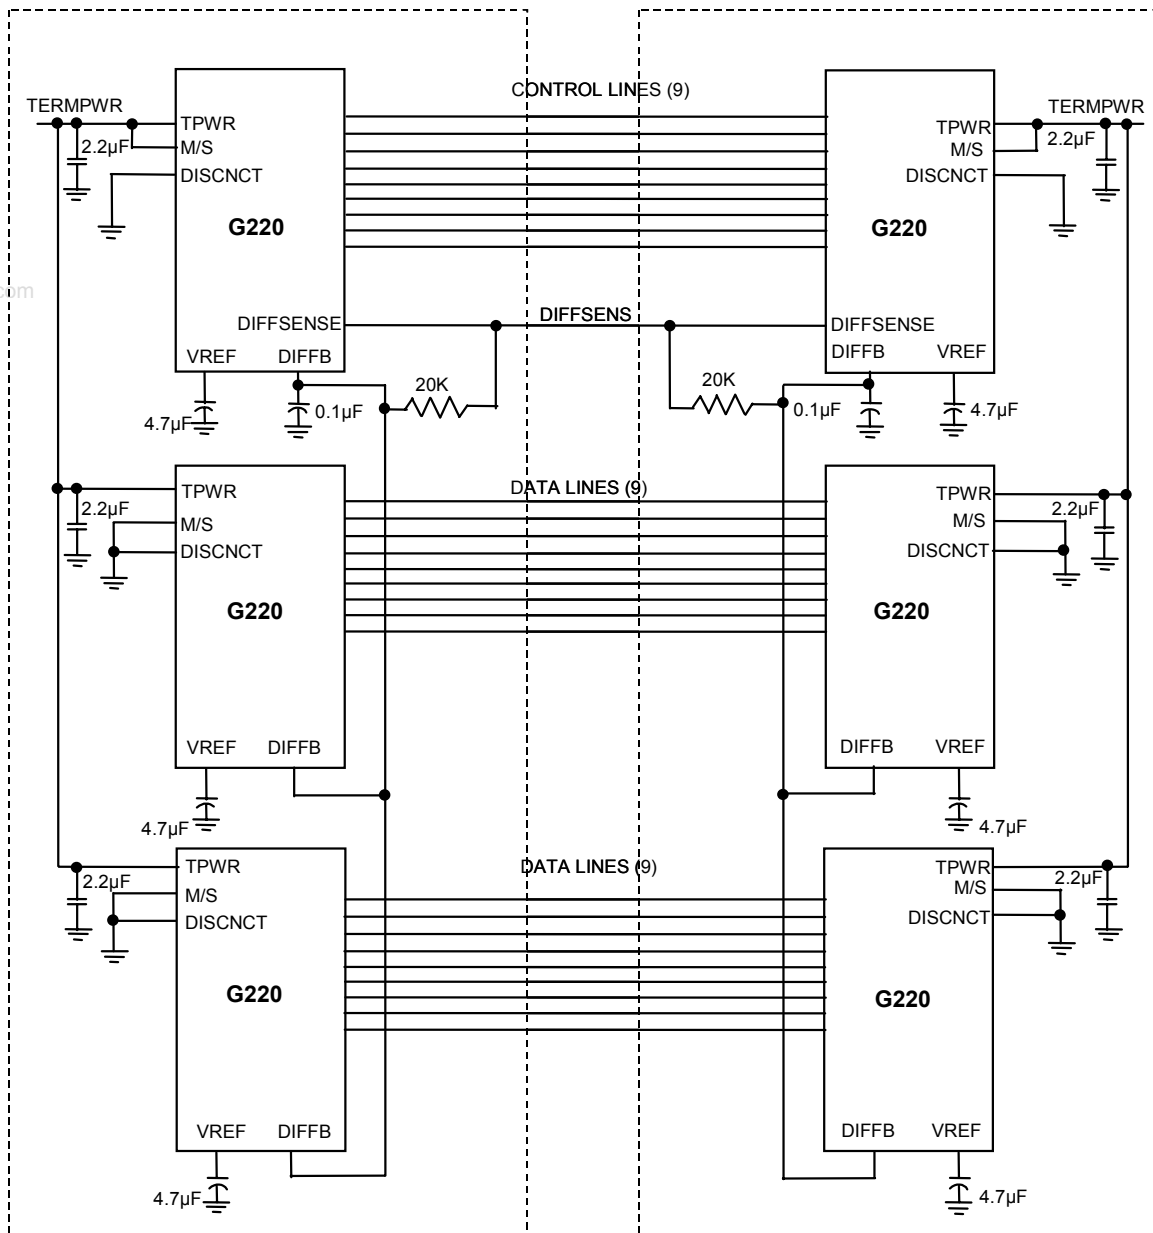 CONTROL LINES (9)
TERMPWR
TERMPWR
TPWR
2.2µF
M/S
DISCNCT
G220
TPWR
2.2µF
M/S
DISCNCT
G220
com
DIFFSENSE
DIFFSENS
DIFFSENSE
VREF
DIFFB
DIFFB
VREF
20K
20K
4.7µF
0.1µF
0.1µF
4.7µF
DATA LINES (9)
TPWR
2.2µF
M/S
DISCNCT
G220
TPWR
2.2µF
M/S
DISCNCT
G220
VREF
DIFFB
DIFFB
VREF
4.7µF
4.7µF
DATA LINES (9)
TPWR
2.2µF
M/S
DISCNCT
G220
TPWR
2.2µF
M/S
DISCNCT
G220
VREF
DIFFB
DIFFB
VREF
4.7µF
4.7µF